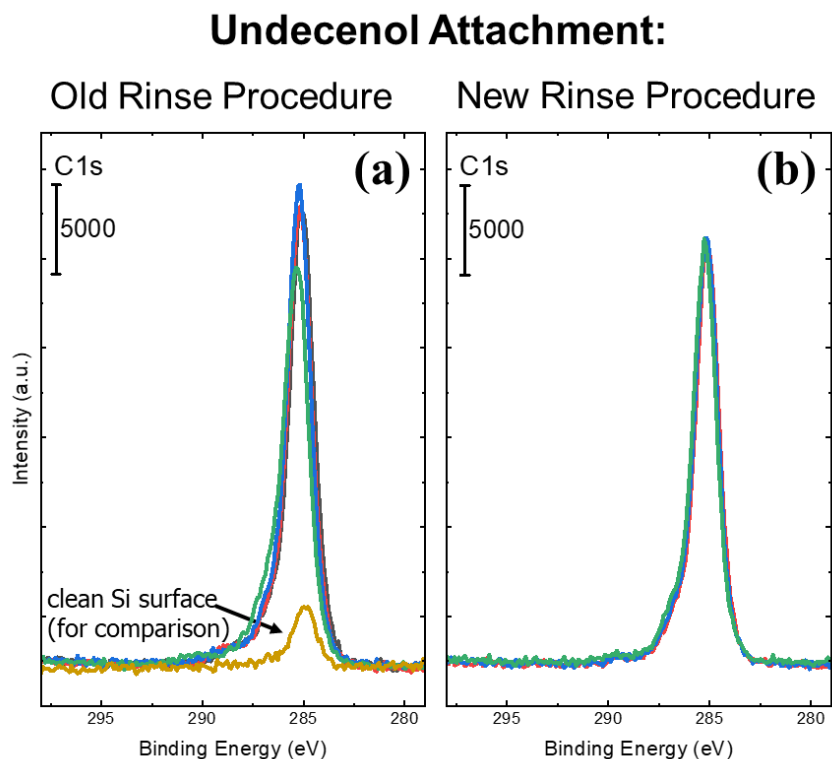 Undecenol Attachment:
Old Rinse Procedure
New Rinse Procedure
C1s
(a)
5000
clean Si surface
(for comparison)
Intensity (a.u.)
295
290
285
280
Binding Energy (eV)
C1s
(b)
5000
295
290
285
280
Binding Energy (eV)